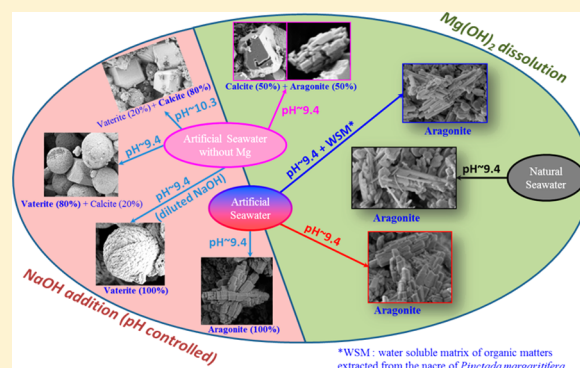 Mg(OH)2 dissolution
Calcite (50%) + Aragonite (50%)
pH~9.4
Vaterite (20%) + Calcite (80%)
pH~10.3
Artificial Seawater
without Mg
pH~9.4
Vaterite (80%) + Calcite (20%)
pH~9.4
(diluted NaOH)
Vaterite (100%)
Artificial
Seawater
pH~9.4
Aragonite (100%)
pH~9.4 + WSM*
Aragonite
pH~9.4
Natural
Seawater
Aragonite
pH~9.4
Aragonite
NaOH addition (pH controlled)
*WSM : water soluble matrix of organic matters
extracted from the nacre of Pinctada margaritifera